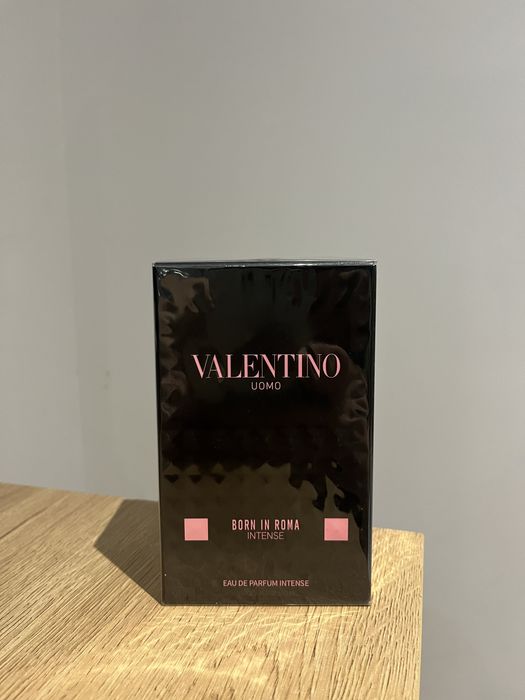 VALENTINO
UOMO
BORN IN ROMA
INTENSE
EAU DE PARFUM INTENSE